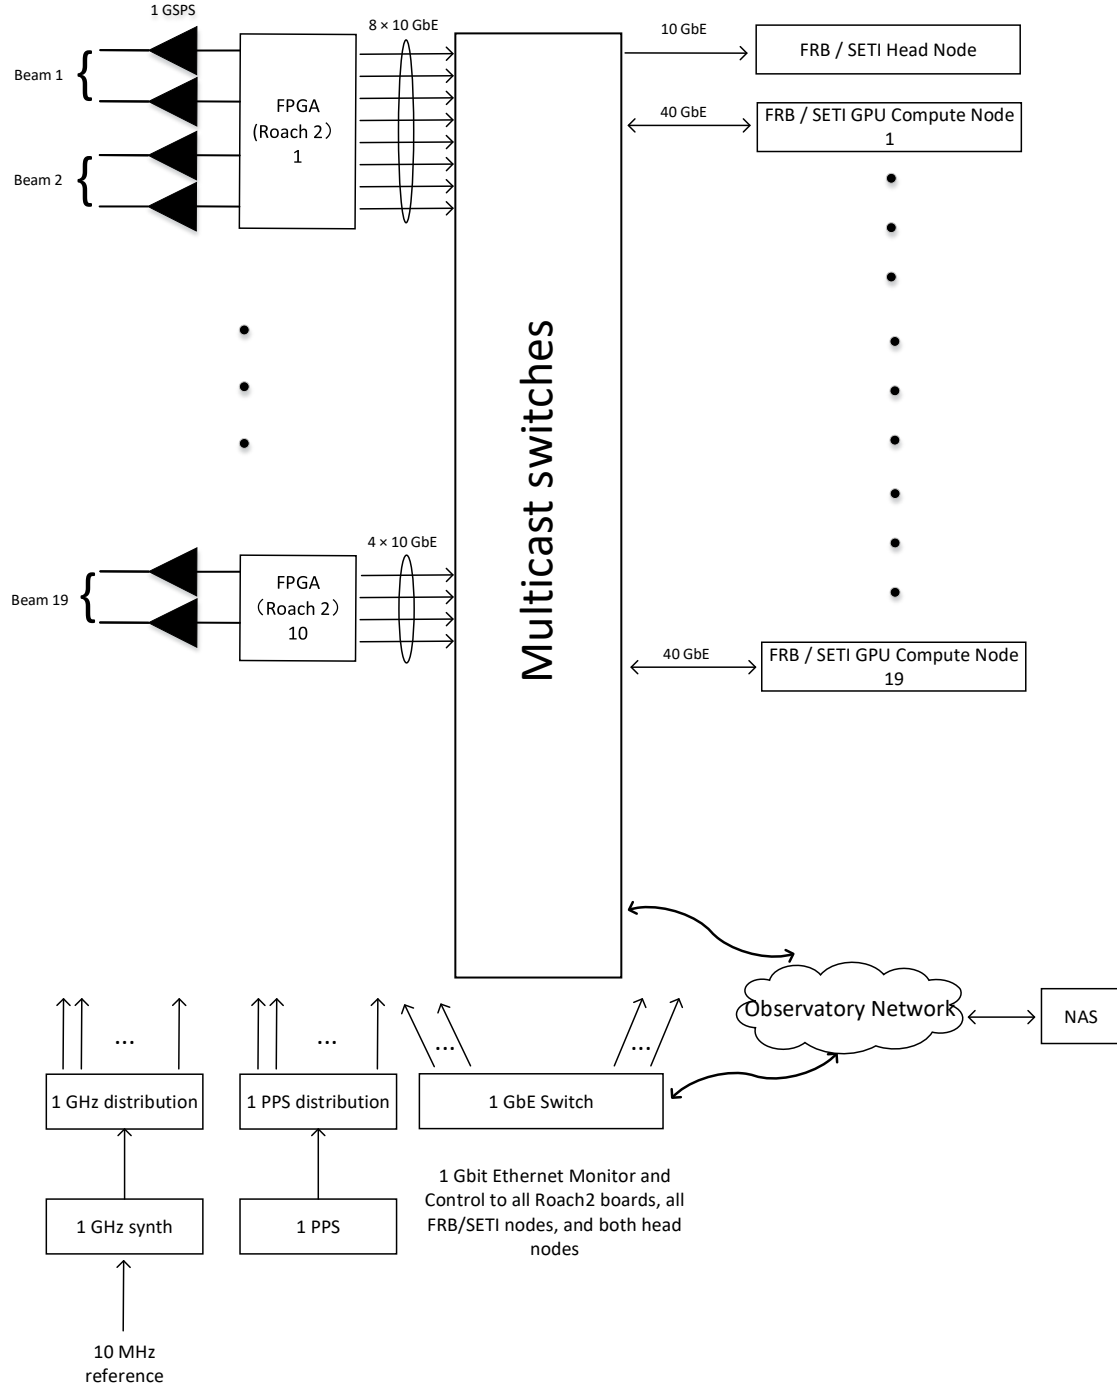 1 GSPS
8 × 10 GbE
10 GbE
FRB / SETI Head Node
Beam 1
FPGA
(Roach 2）
1
40 GbE
FRB / SETI GPU Compute Node
1
Beam 2
Multicast switches
4 × 10 GbE
Beam 19
FPGA
（Roach 2）
10
40 GbE
FRB / SETI GPU Compute Node
19
Observatory Network
NAS
...
...
...
...
1 GHz distribution
1 PPS distribution
1 GbE Switch
1 Gbit Ethernet Monitor and
Control to all Roach2 boards, all
FRB/SETI nodes, and both head
nodes
1 GHz synth
1 PPS
10 MHz
reference